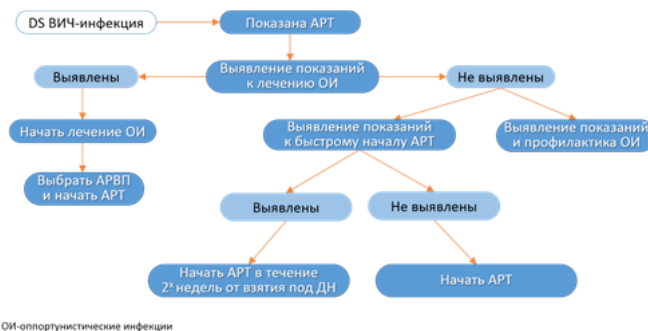 DS ВИЧ-инфекция
Показана АРТ
Выявлены
Выявление показаний
к лечению ОИ
Не выявлены
Начать лечение ОИ
Выявление показаний
к быстрому началу АРТ
Выявление показаний
и профилактика ОИ
Выбрать АРВП
и начать АРТ
Выявлены
Не выявлены
Начать АРТ в течение
2ˣ недель от взятия под ДН
Начать АРТ
ОИ-оппортунистические инфекции